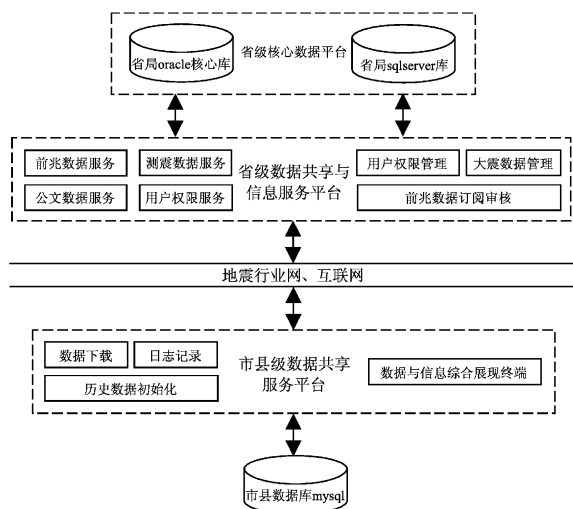 省级核心数据平台
省局oracle核心库
省局sqlserver库
前兆数据服务
测震数据服务
公文数据服务
用户权限服务
省级数据共享与
信息服务平台
用户权限管理
大震数据管理
前兆数据订阅审核
地震行业网、互联网
数据下载
日志记录
历史数据初始化
市县级数据共享
服务平台
数据与信息综合展现终端
市县数据库mysql